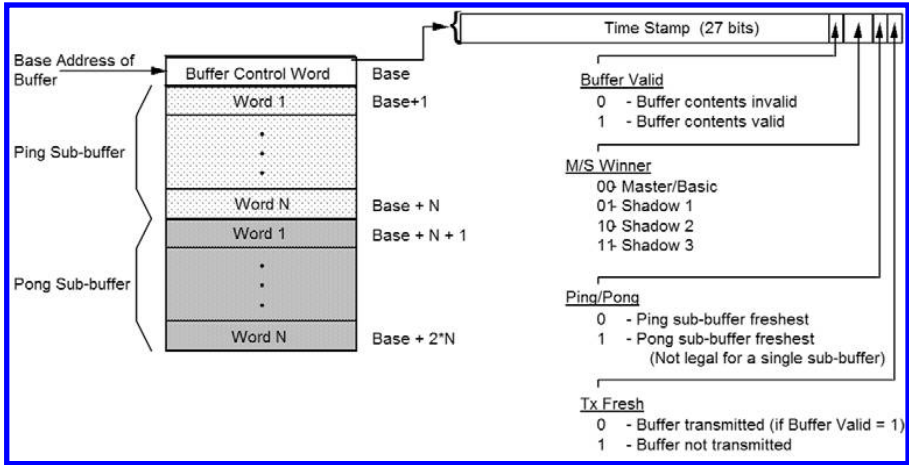 Time Stamp (27 bits)
Base Address of
Buffer
Buffer Control Word
Base
Word 1
Base+1
Ping Sub-buffer
Word N
Base + N
Word 1
Base + N + 1
Pong Sub-buffer
Word N
Base + 2*N
Buffer Valid
0 - Buffer contents invalid
1 - Buffer contents valid
M/S Winner
00- Master/Basic
01- Shadow 1
10- Shadow 2
11- Shadow 3
Ping/Pong
0 - Ping sub-buffer freshest
1 - Pong sub-buffer freshest
(Not legal for a single sub-buffer)
Tx Fresh
0 - Buffer transmitted (if Buffer Valid = 1)
1 - Buffer not transmitted